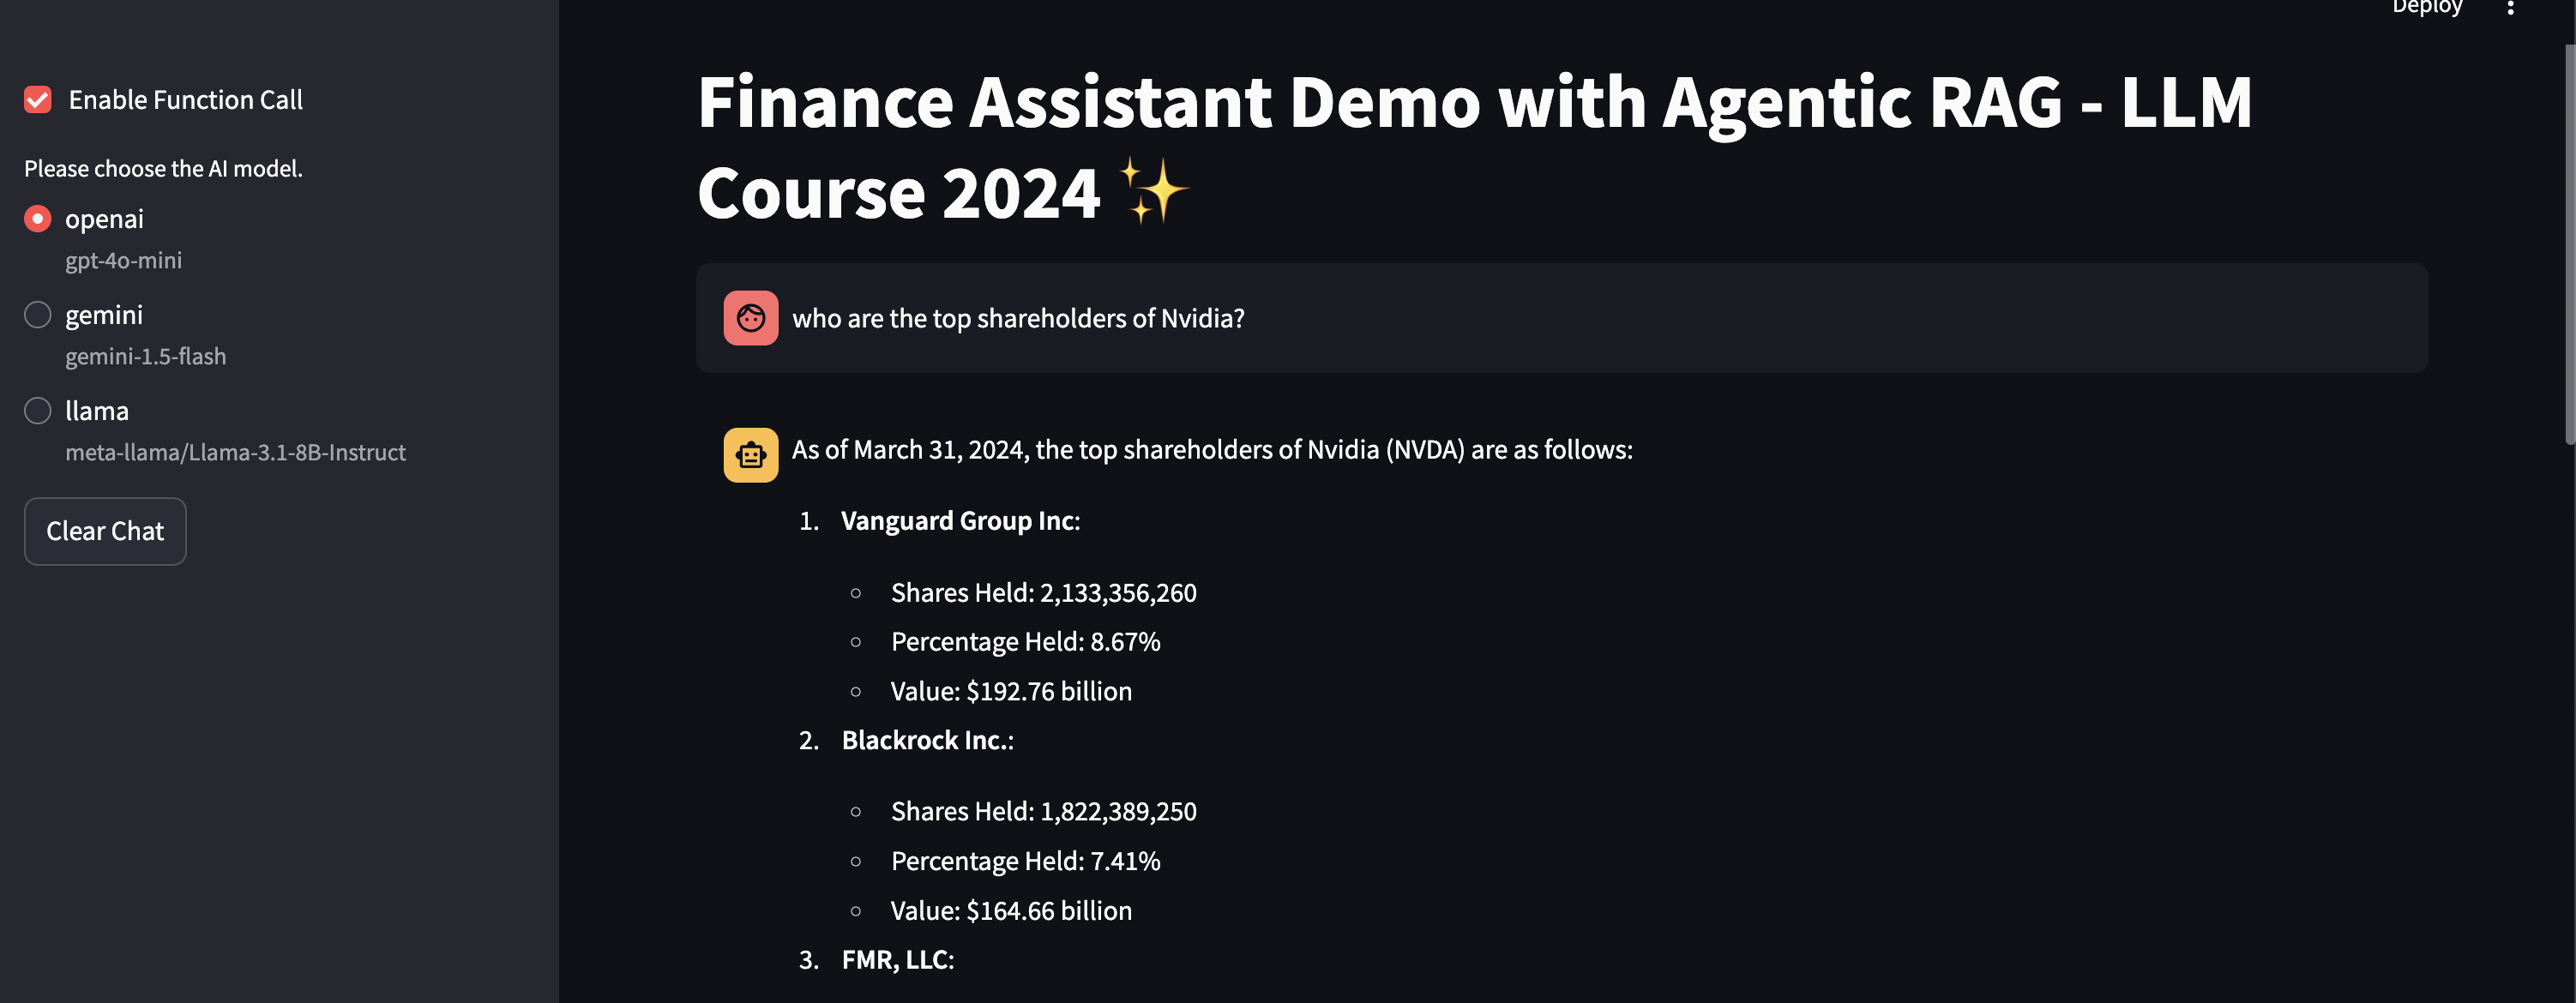 Deploy
Enable Function Call
Please choose the AI model.
openai
gpt-4o-mini
gemini
gemini-1.5-flash
llama
meta-llama/Llama-3.1-8B-Instruct
Clear Chat
Finance Assistant Demo with Agentic RAG - LLM
Course 2024 ✨
who are the top shareholders of Nvidia?
As of March 31, 2024, the top shareholders of Nvidia (NVDA) are as follows:
1. Vanguard Group Inc:
Shares Held: 2,133,356,260
Percentage Held: 8.67%
Value: $192.76 billion
2. Blackrock Inc.:
Shares Held: 1,822,389,250
Percentage Held: 7.41%
Value: $164.66 billion
3. FMR, LLC: